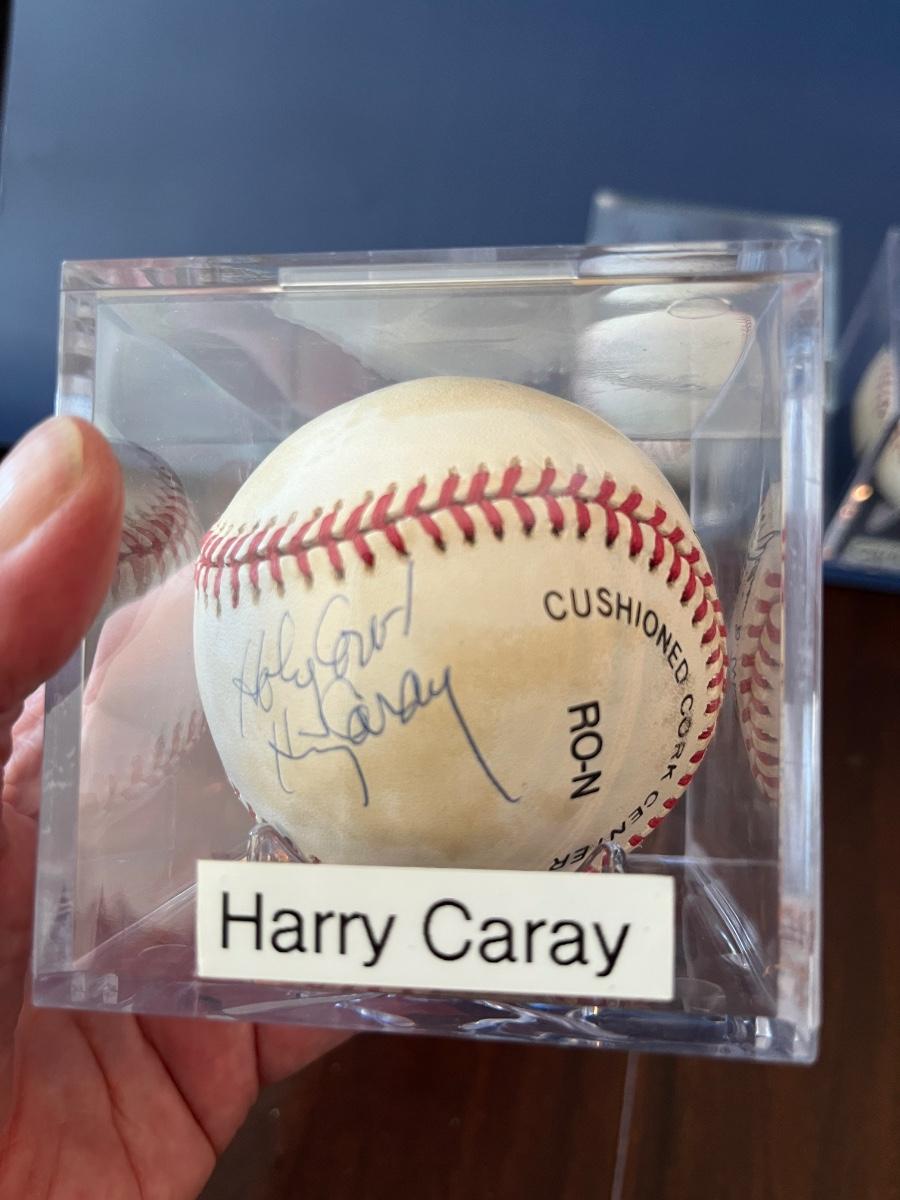 Holy Cow!
Harry Caray
CUSHIONED CORK CENTER
RO-N
Harry Caray